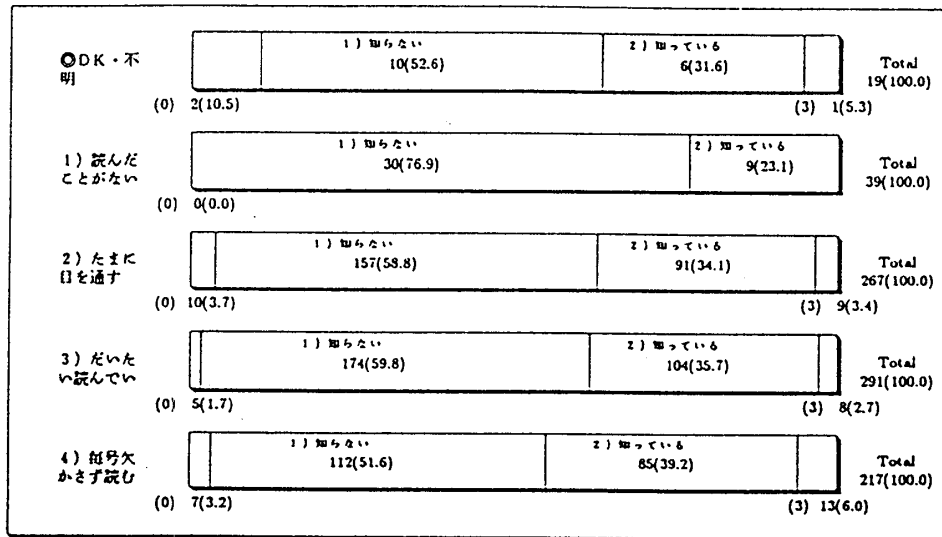 ◎DK・不明
1）知らない 2）知っている
10(52.6) 6(31.6)
Total
19(100.0)
(0) 2(10.5) (3) 1(5.3)
1）読んだことがない
1）知らない 2）知っている
30(76.9) 9(23.1)
Total
39(100.0)
(0) 0(0.0)
2）たまに目を通す
1）知らない 2）知っている
157(58.8) 91(34.1)
Total
267(100.0)
(0) 10(3.7) (3) 9(3.4)
3）だいたい読んでい
1）知らない 2）知っている
174(59.8) 104(35.7)
Total
291(100.0)
(0) 5(1.7) (3) 8(2.7)
4）毎号欠かさず読む
1）知らない 2）知っている
112(51.6) 85(39.2)
Total
217(100.0)
(0) 7(3.2) (3) 13(6.0)